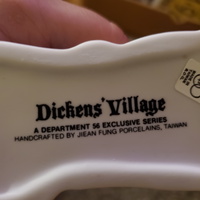 Dickens' Village
A DEPARTMENT 56 EXCLUSIVE SERIES
HANDCRAFTED BY JIEAN FUNG PORCELAINS, TAIWAN